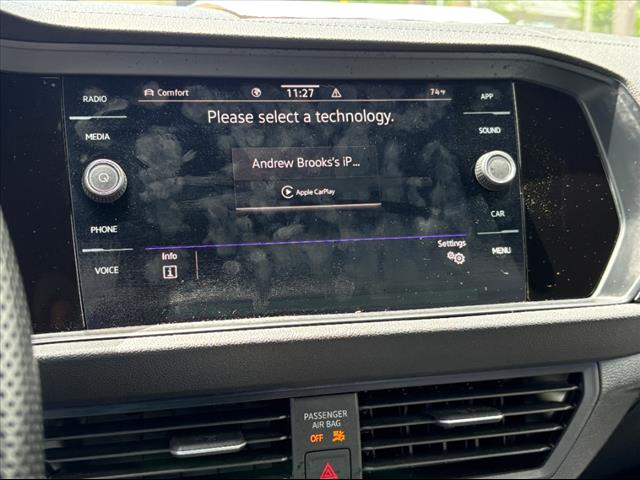 RADIO
MEDIA
PHONE
VOICE
Comfort
11:27
74°F
Please select a technology.
Andrew Brooks's iP...
Apple CarPlay
Info
Settings
APP
SOUND
CAR
MENU
PASSENGER
AIR BAG
OFF